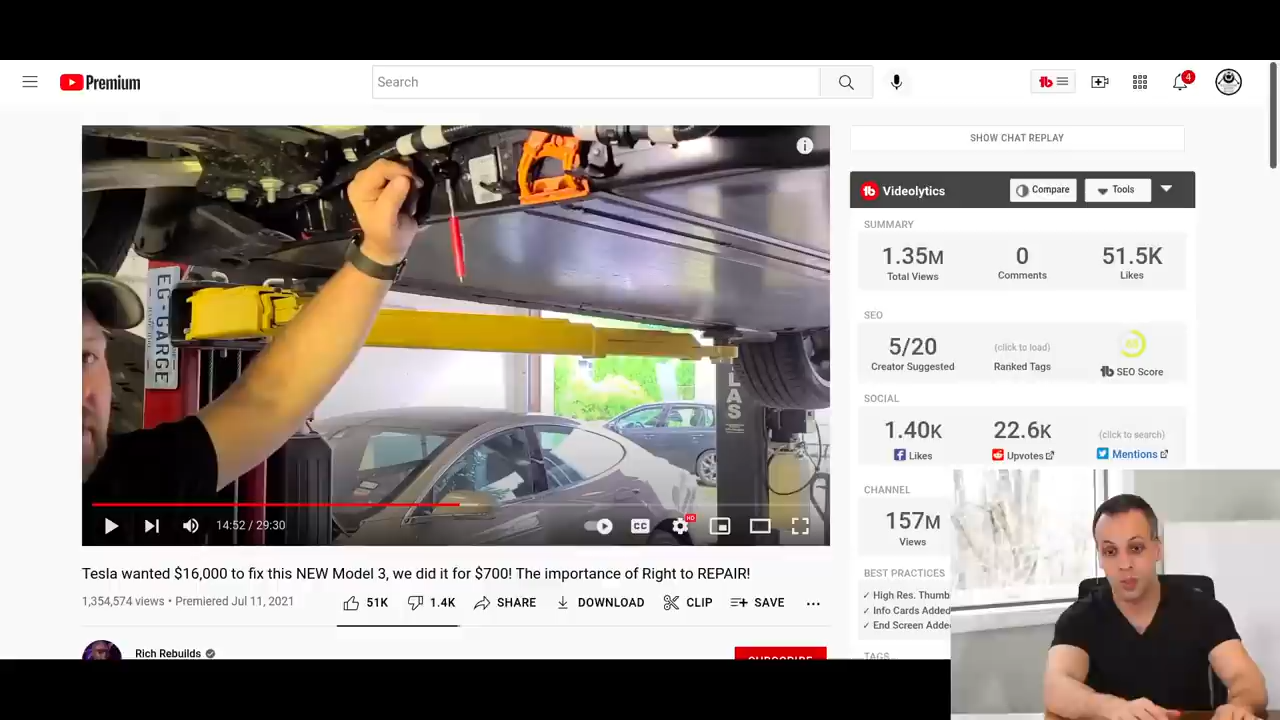 Premium
Search
4
SHOW CHAT REPLAY
EG-GARAGE
LAS
14:52 / 29:30
CC
HD
Tesla wanted $16,000 to fix this NEW Model 3, we did it for $700! The importance of Right to REPAIR!
1,354,574 views • Premiered Jul 11, 2021
51K
1.4K
SHARE
DOWNLOAD
CLIP
SAVE
Rich Rebuilds
tb Videolytics
Compare
Tools
SUMMARY
1.35M 0 51.5K
Total Views Comments Likes
SEO
5/20 (click to load)
Creator Suggested Ranked Tags tb SEO Score
SOCIAL
1.40K 22.6K (click to search)
Likes Upvotes Mentions
CHANNEL
157M
Views
BEST PRACTICES
✓ High Res. Thumb
✓ Info Cards Added
✓ End Screen Adde